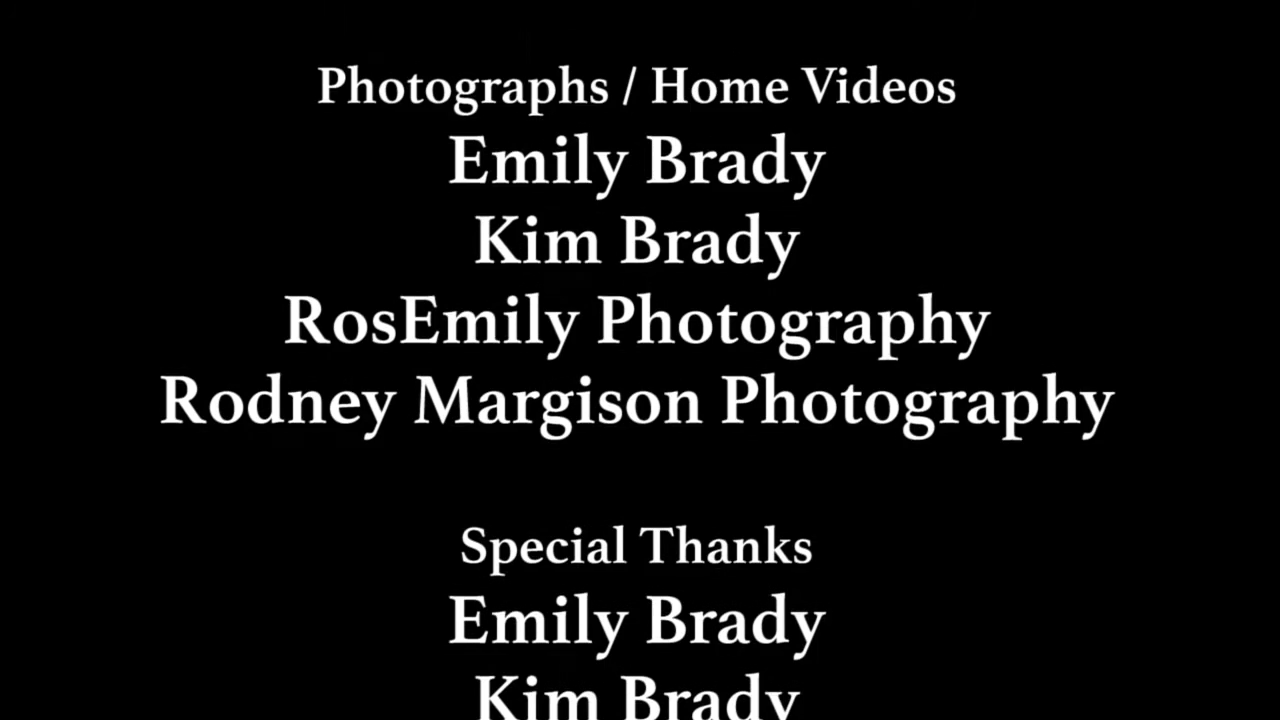 Photographs / Home Videos
Emily Brady
Kim Brady
RosEmily Photography
Rodney Margison Photography
Special Thanks
Emily Brady
Kim Brady